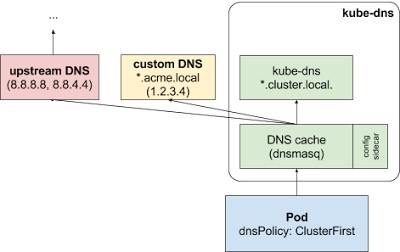 kube-dns
...
upstream DNS
(8.8.8.8, 8.8.4.4)
custom DNS
*.acme.local
(1.2.3.4)
kube-dns
*.cluster.local.
DNS cache
(dnsmasq)
config
sidecar
Pod
dnsPolicy: ClusterFirst